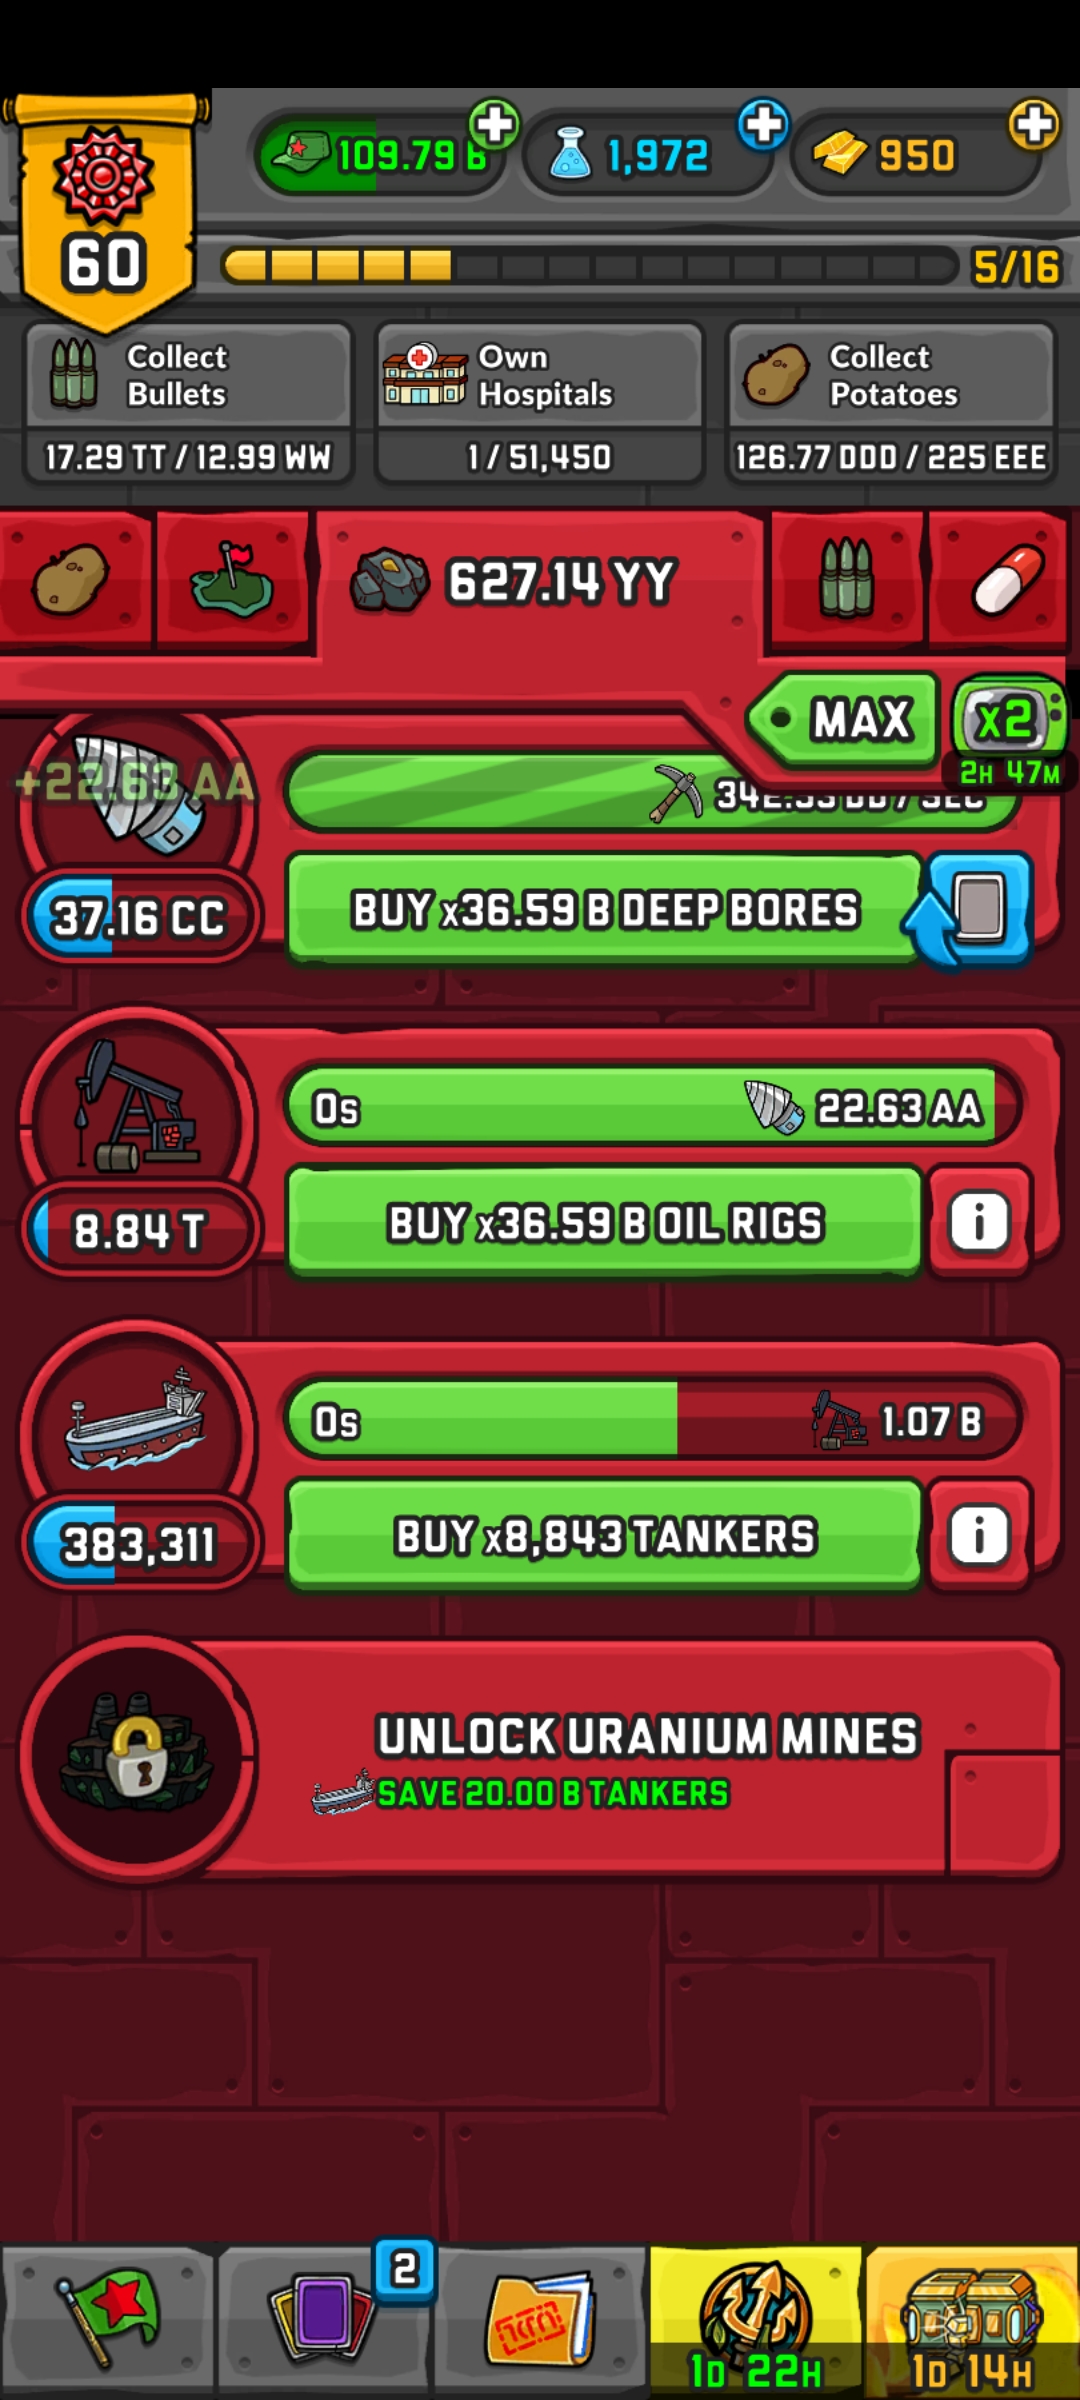 109.79 B
1,972
950
60
5/16
Collect
Bullets
17.29 TT / 12.99 WW
Own
Hospitals
1 / 51,450
Collect
Potatoes
126.77 DDD / 225 EEE
627.14 YY
MAX
x2
2H 47M
+22.63 AA
37.16 CC
BUY x36.59 B DEEP BORES
0s
22.63 AA
8.84 T
BUY x36.59 B OIL RIGS
i
0s
1.07 B
383,311
BUY x8,843 TANKERS
i
UNLOCK URANIUM MINES
SAVE 20.00 B TANKERS
2
1D 22H
1D 14H